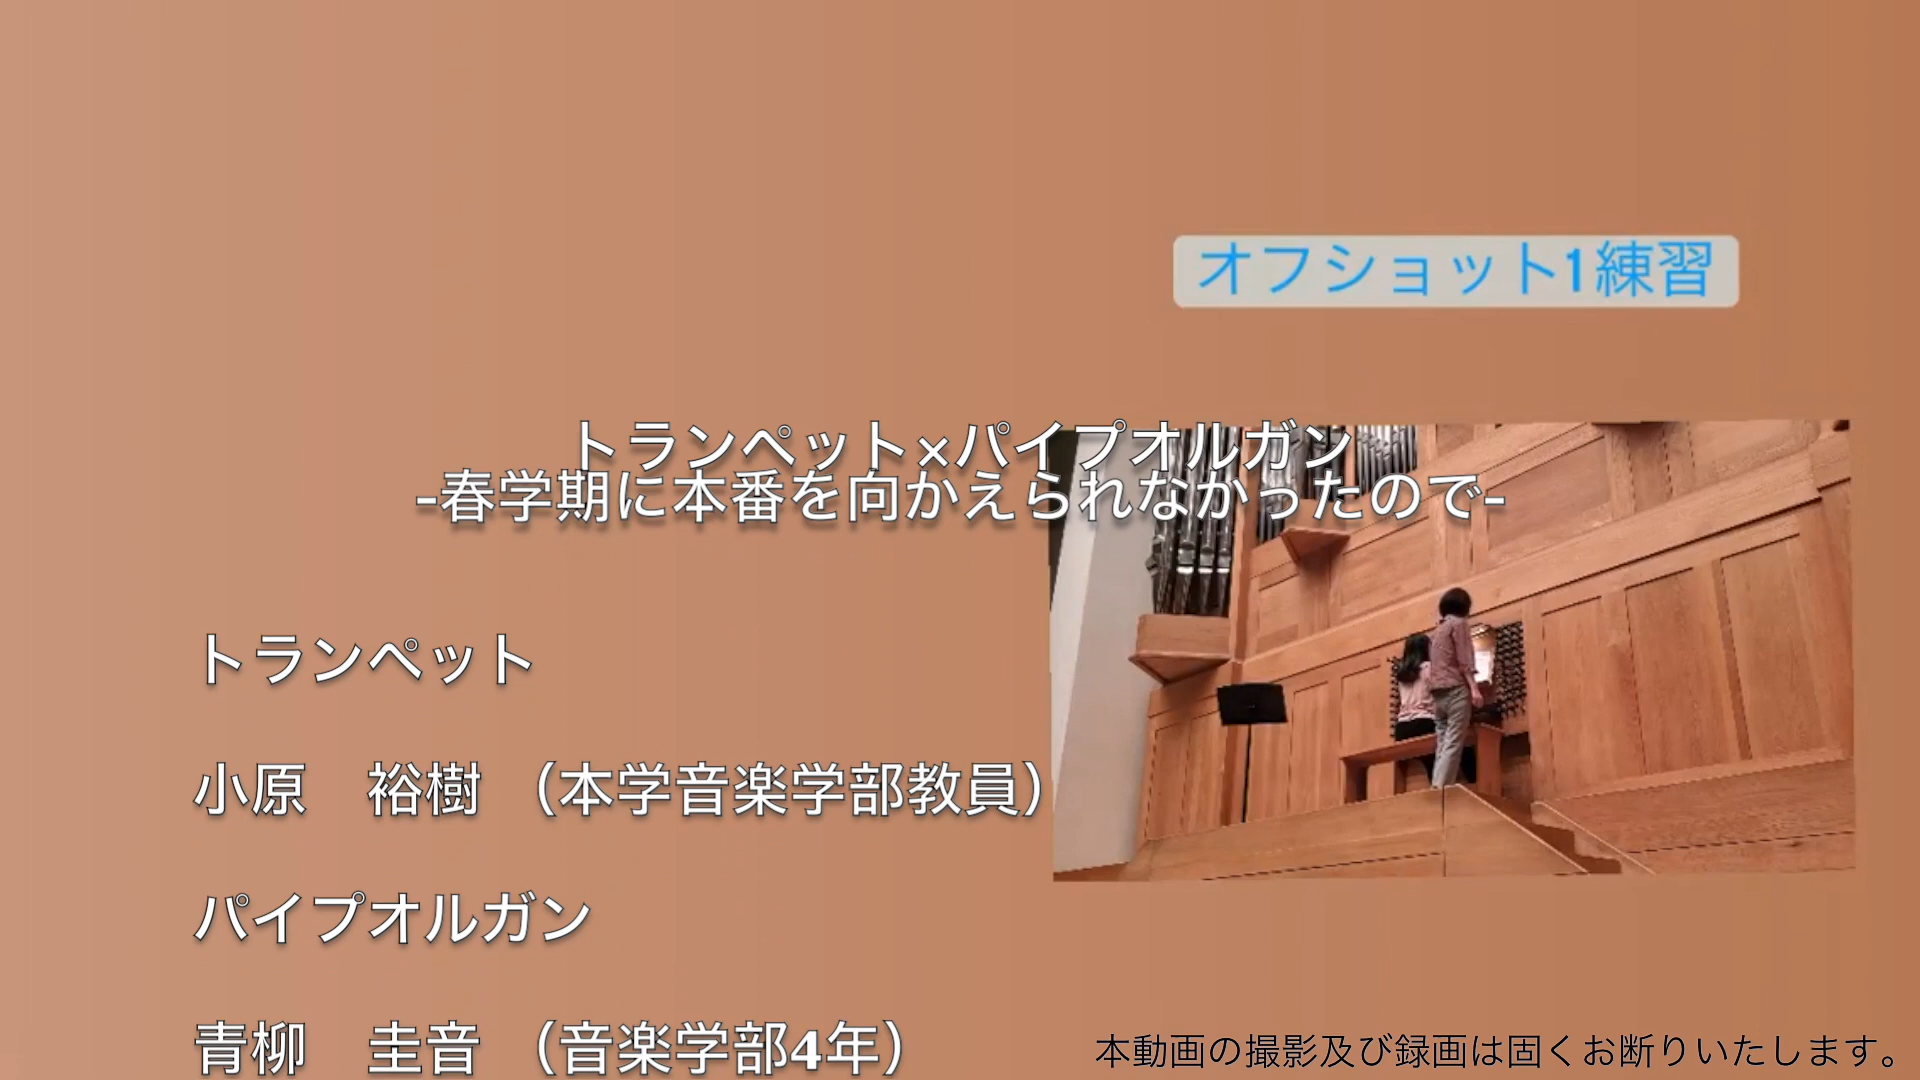 オフショット1練習
トランペット×パイプオルガン
-春学期に本番を向かえられなかったので-
トランペット
小原　裕樹 （本学音楽学部教員）
パイプオルガン
青柳　圭音 （音楽学部4年）
本動画の撮影及び録画は固くお断りいたします。